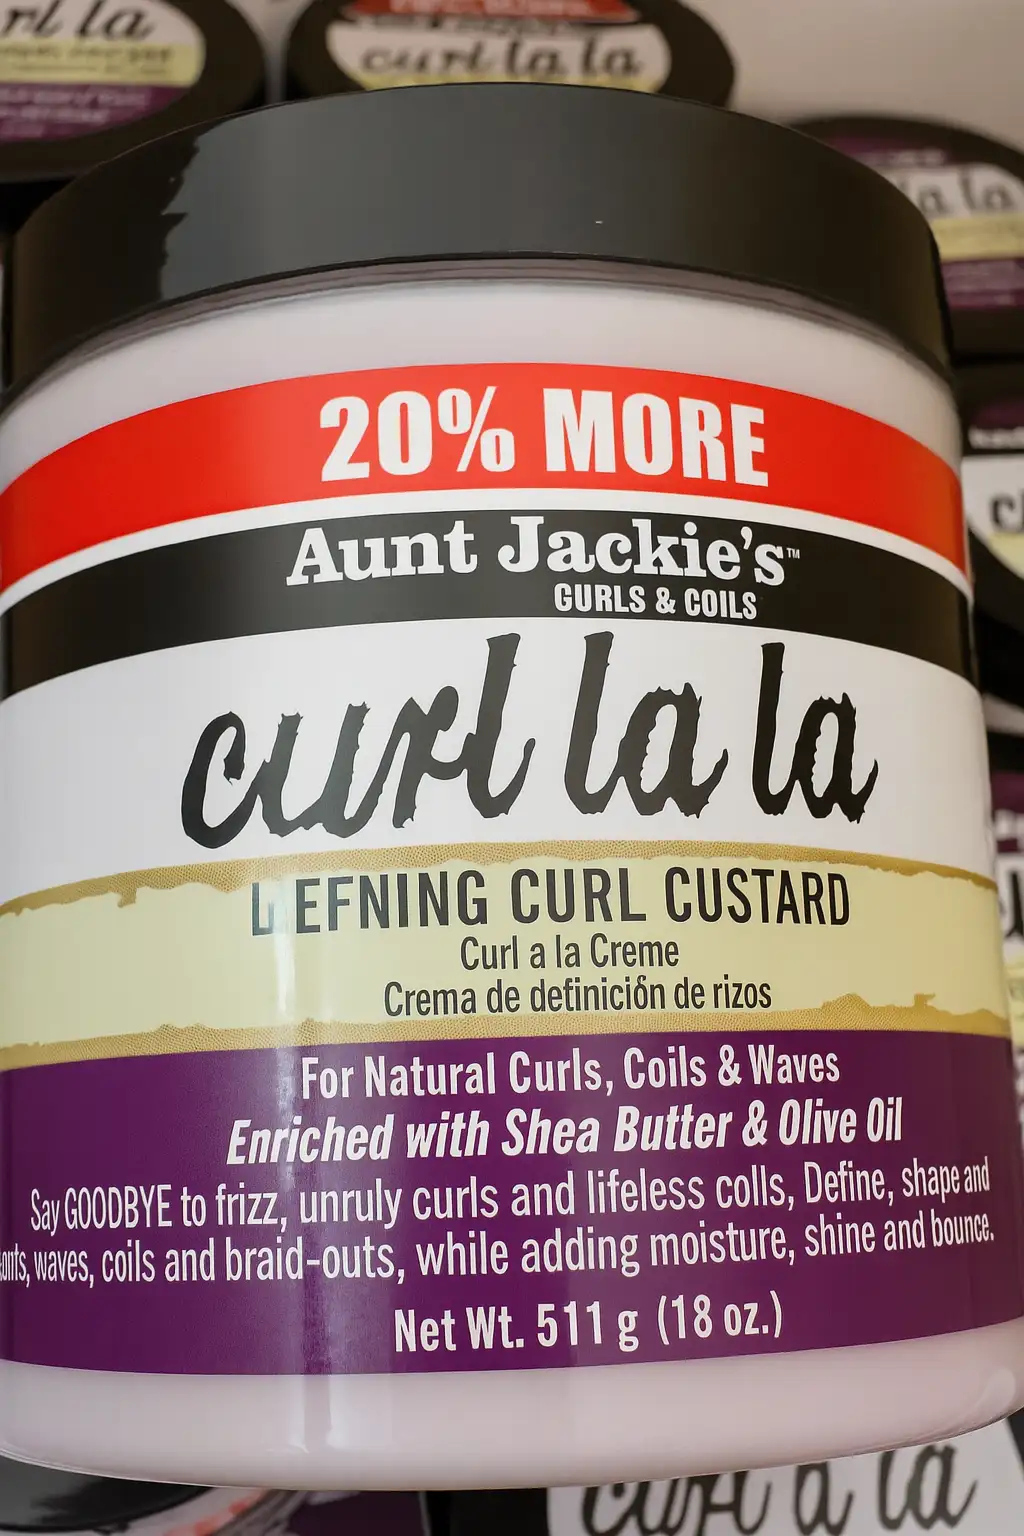 curl la la
20% MORE
Aunt Jackie's™
CURLS & COILS
curl la la
DEFNING CURL CUSTARD
Curl a la Creme
Crema de definición de rizos
For Natural Curls, Coils & Waves
Enriched with Shea Butter & Olive Oil
Say GOODBYE to frizz, unruly curls and lifeless colls, Define, shape and
waves, coils and braid-outs, while adding moisture, shine and bounce.
Net Wt. 511 g (18 oz.)